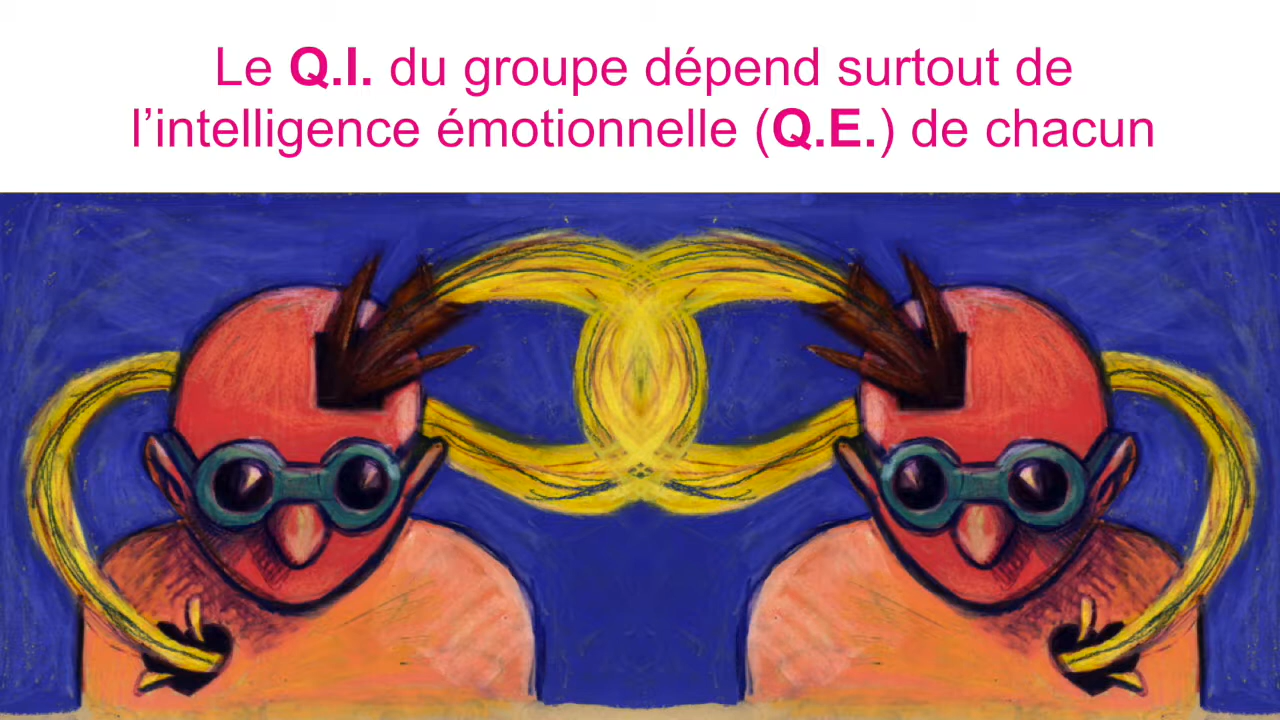 Le Q.I. du groupe dépend surtout de
l’intelligence émotionnelle (Q.E.) de chacun